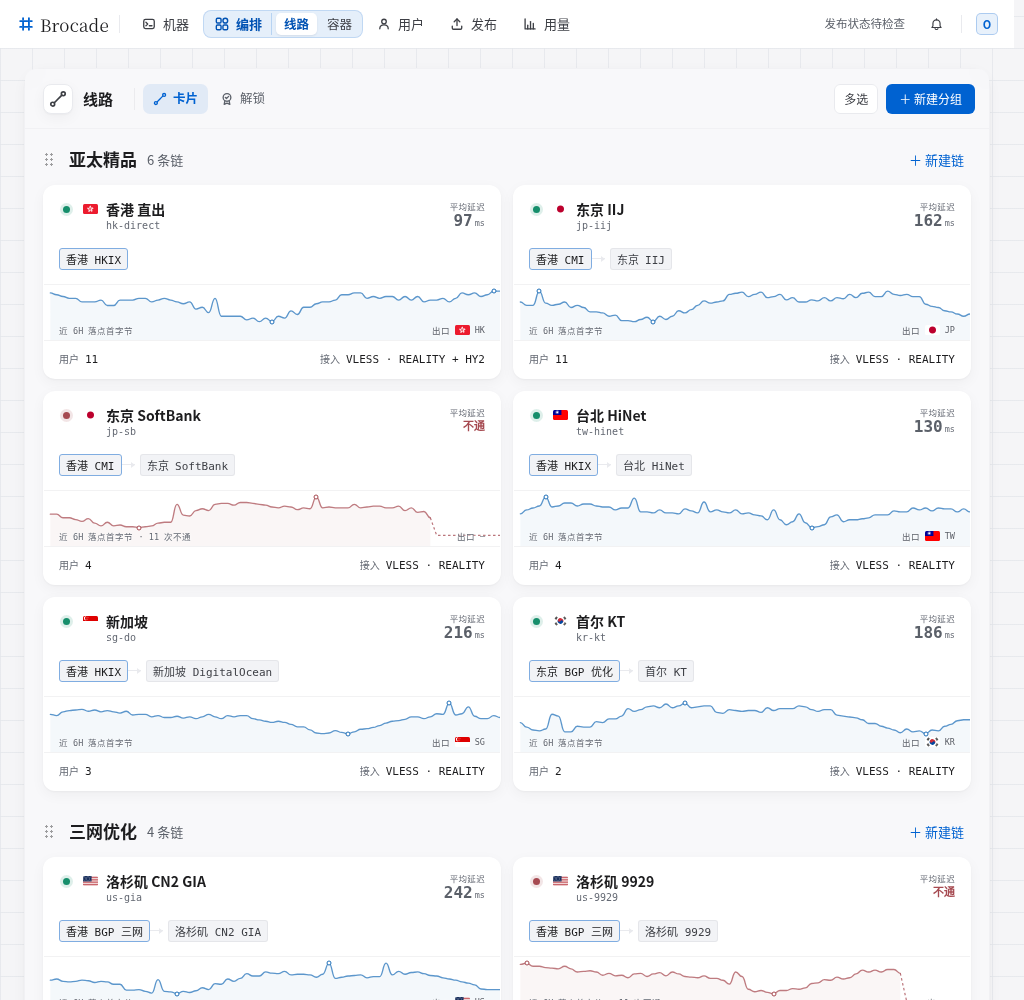 Brocade 机器 编排 线路 容器 用户 发布 用量 发布状态待检查 O
线路 卡片 解锁 多选 ＋ 新建分组
亚太精品 6 条链 ＋ 新建链
香港 直出
hk-direct
平均延迟
97 ms
香港 HKIX
近 6H 落点首字节 出口 HK
用户 11 接入 VLESS · REALITY + HY2
东京 IIJ
jp-iij
平均延迟
162 ms
香港 CMI 东京 IIJ
近 6H 落点首字节 出口 JP
用户 11 接入 VLESS · REALITY
东京 SoftBank
jp-sb
平均延迟
不通
香港 CMI 东京 SoftBank
近 6H 落点首字节 · 11 次不通 出口 —
用户 4 接入 VLESS · REALITY
台北 HiNet
tw-hinet
平均延迟
130 ms
香港 HKIX 台北 HiNet
近 6H 落点首字节 出口 TW
用户 4 接入 VLESS · REALITY
新加坡
sg-do
平均延迟
216 ms
香港 HKIX 新加坡 DigitalOcean
近 6H 落点首字节 出口 SG
用户 3 接入 VLESS · REALITY
首尔 KT
kr-kt
平均延迟
186 ms
东京 BGP 优化 首尔 KT
近 6H 落点首字节 出口 KR
用户 2 接入 VLESS · REALITY
三网优化 4 条链 ＋ 新建链
洛杉矶 CN2 GIA
us-gia
平均延迟
242 ms
香港 BGP 三网 洛杉矶 CN2 GIA
洛杉矶 9929
us-9929
平均延迟
不通
香港 BGP 三网 洛杉矶 9929